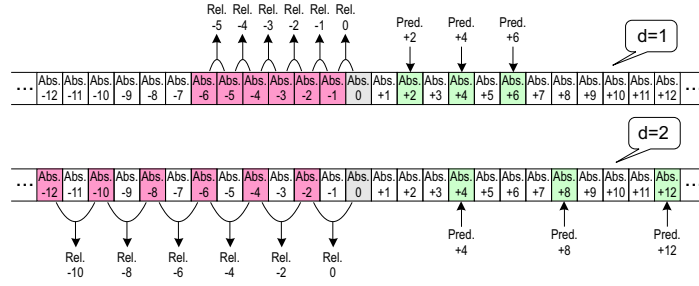 Rel. Rel. Rel. Rel. Rel. Rel.
-5 -4 -3 -2 -1 0
Pred. Pred. Pred.
+2 +4 +6
d=1
... Abs. Abs. Abs. Abs. Abs. Abs. Abs. Abs. Abs. Abs. Abs. Abs. Abs. Abs. Abs. Abs. Abs. Abs. Abs. Abs. Abs. Abs. Abs. Abs. Abs. ...
-12 -11 -10 -9 -8 -7 -6 -5 -4 -3 -2 -1 0 +1 +2 +3 +4 +5 +6 +7 +8 +9 +10 +11 +12
d=2
... Abs. Abs. Abs. Abs. Abs. Abs. Abs. Abs. Abs. Abs. Abs. Abs. Abs. Abs. Abs. Abs. Abs. Abs. Abs. Abs. Abs. Abs. Abs. Abs. Abs. ...
-12 -11 -10 -9 -8 -7 -6 -5 -4 -3 -2 -1 0 +1 +2 +3 +4 +5 +6 +7 +8 +9 +10 +11 +12
Pred. Pred. Pred.
+4 +8 +12
Rel. Rel. Rel. Rel. Rel. Rel.
-10 -8 -6 -4 -2 0